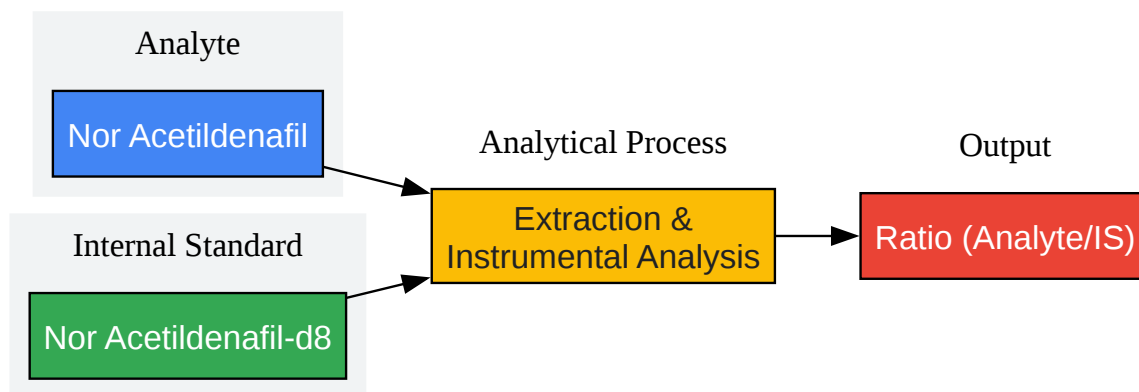 Analyte
Nor Acetildenafil
Internal Standard
Nor Acetildenafil-d8
Analytical Process
Extraction &
Instrumental Analysis
Output
Ratio (Analyte/IS)